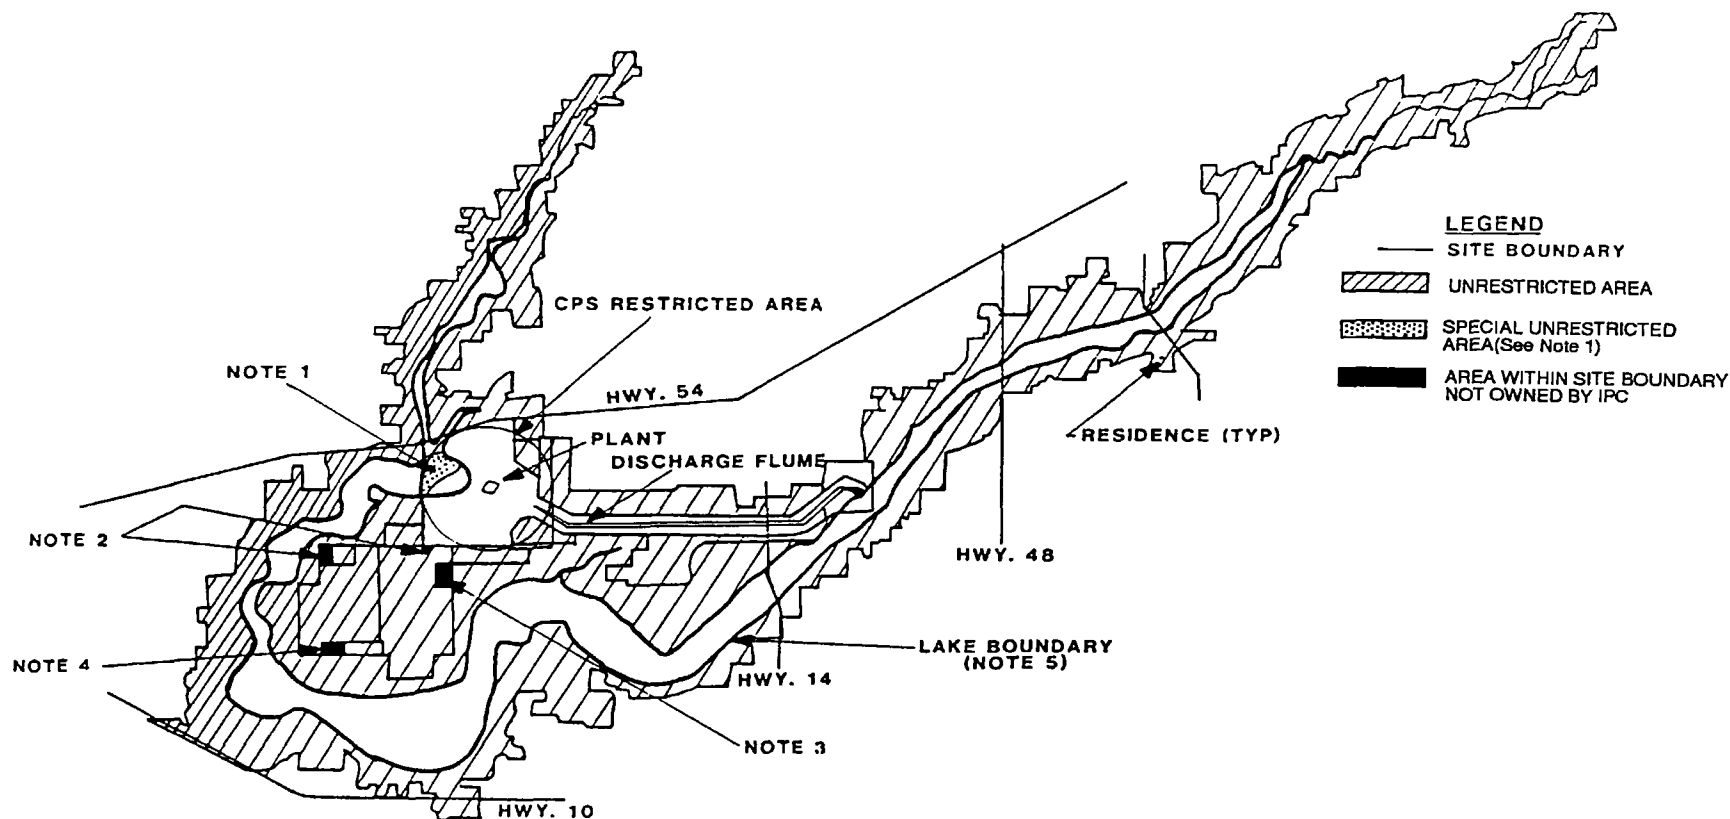 LEGEND
SITE BOUNDARY
UNRESTRICTED AREA
SPECIAL UNRESTRICTED
AREA(See Note 1)
AREA WITHIN SITE BOUNDARY
NOT OWNED BY IPC
CPS RESTRICTED AREA
NOTE 1
HWY. 54
PLANT
DISCHARGE FLUME
RESIDENCE (TYP)
NOTE 2
HWY. 48
LAKE BOUNDARY
(NOTE 5)
NOTE 4
HWY. 14
NOTE 3
HWY. 10